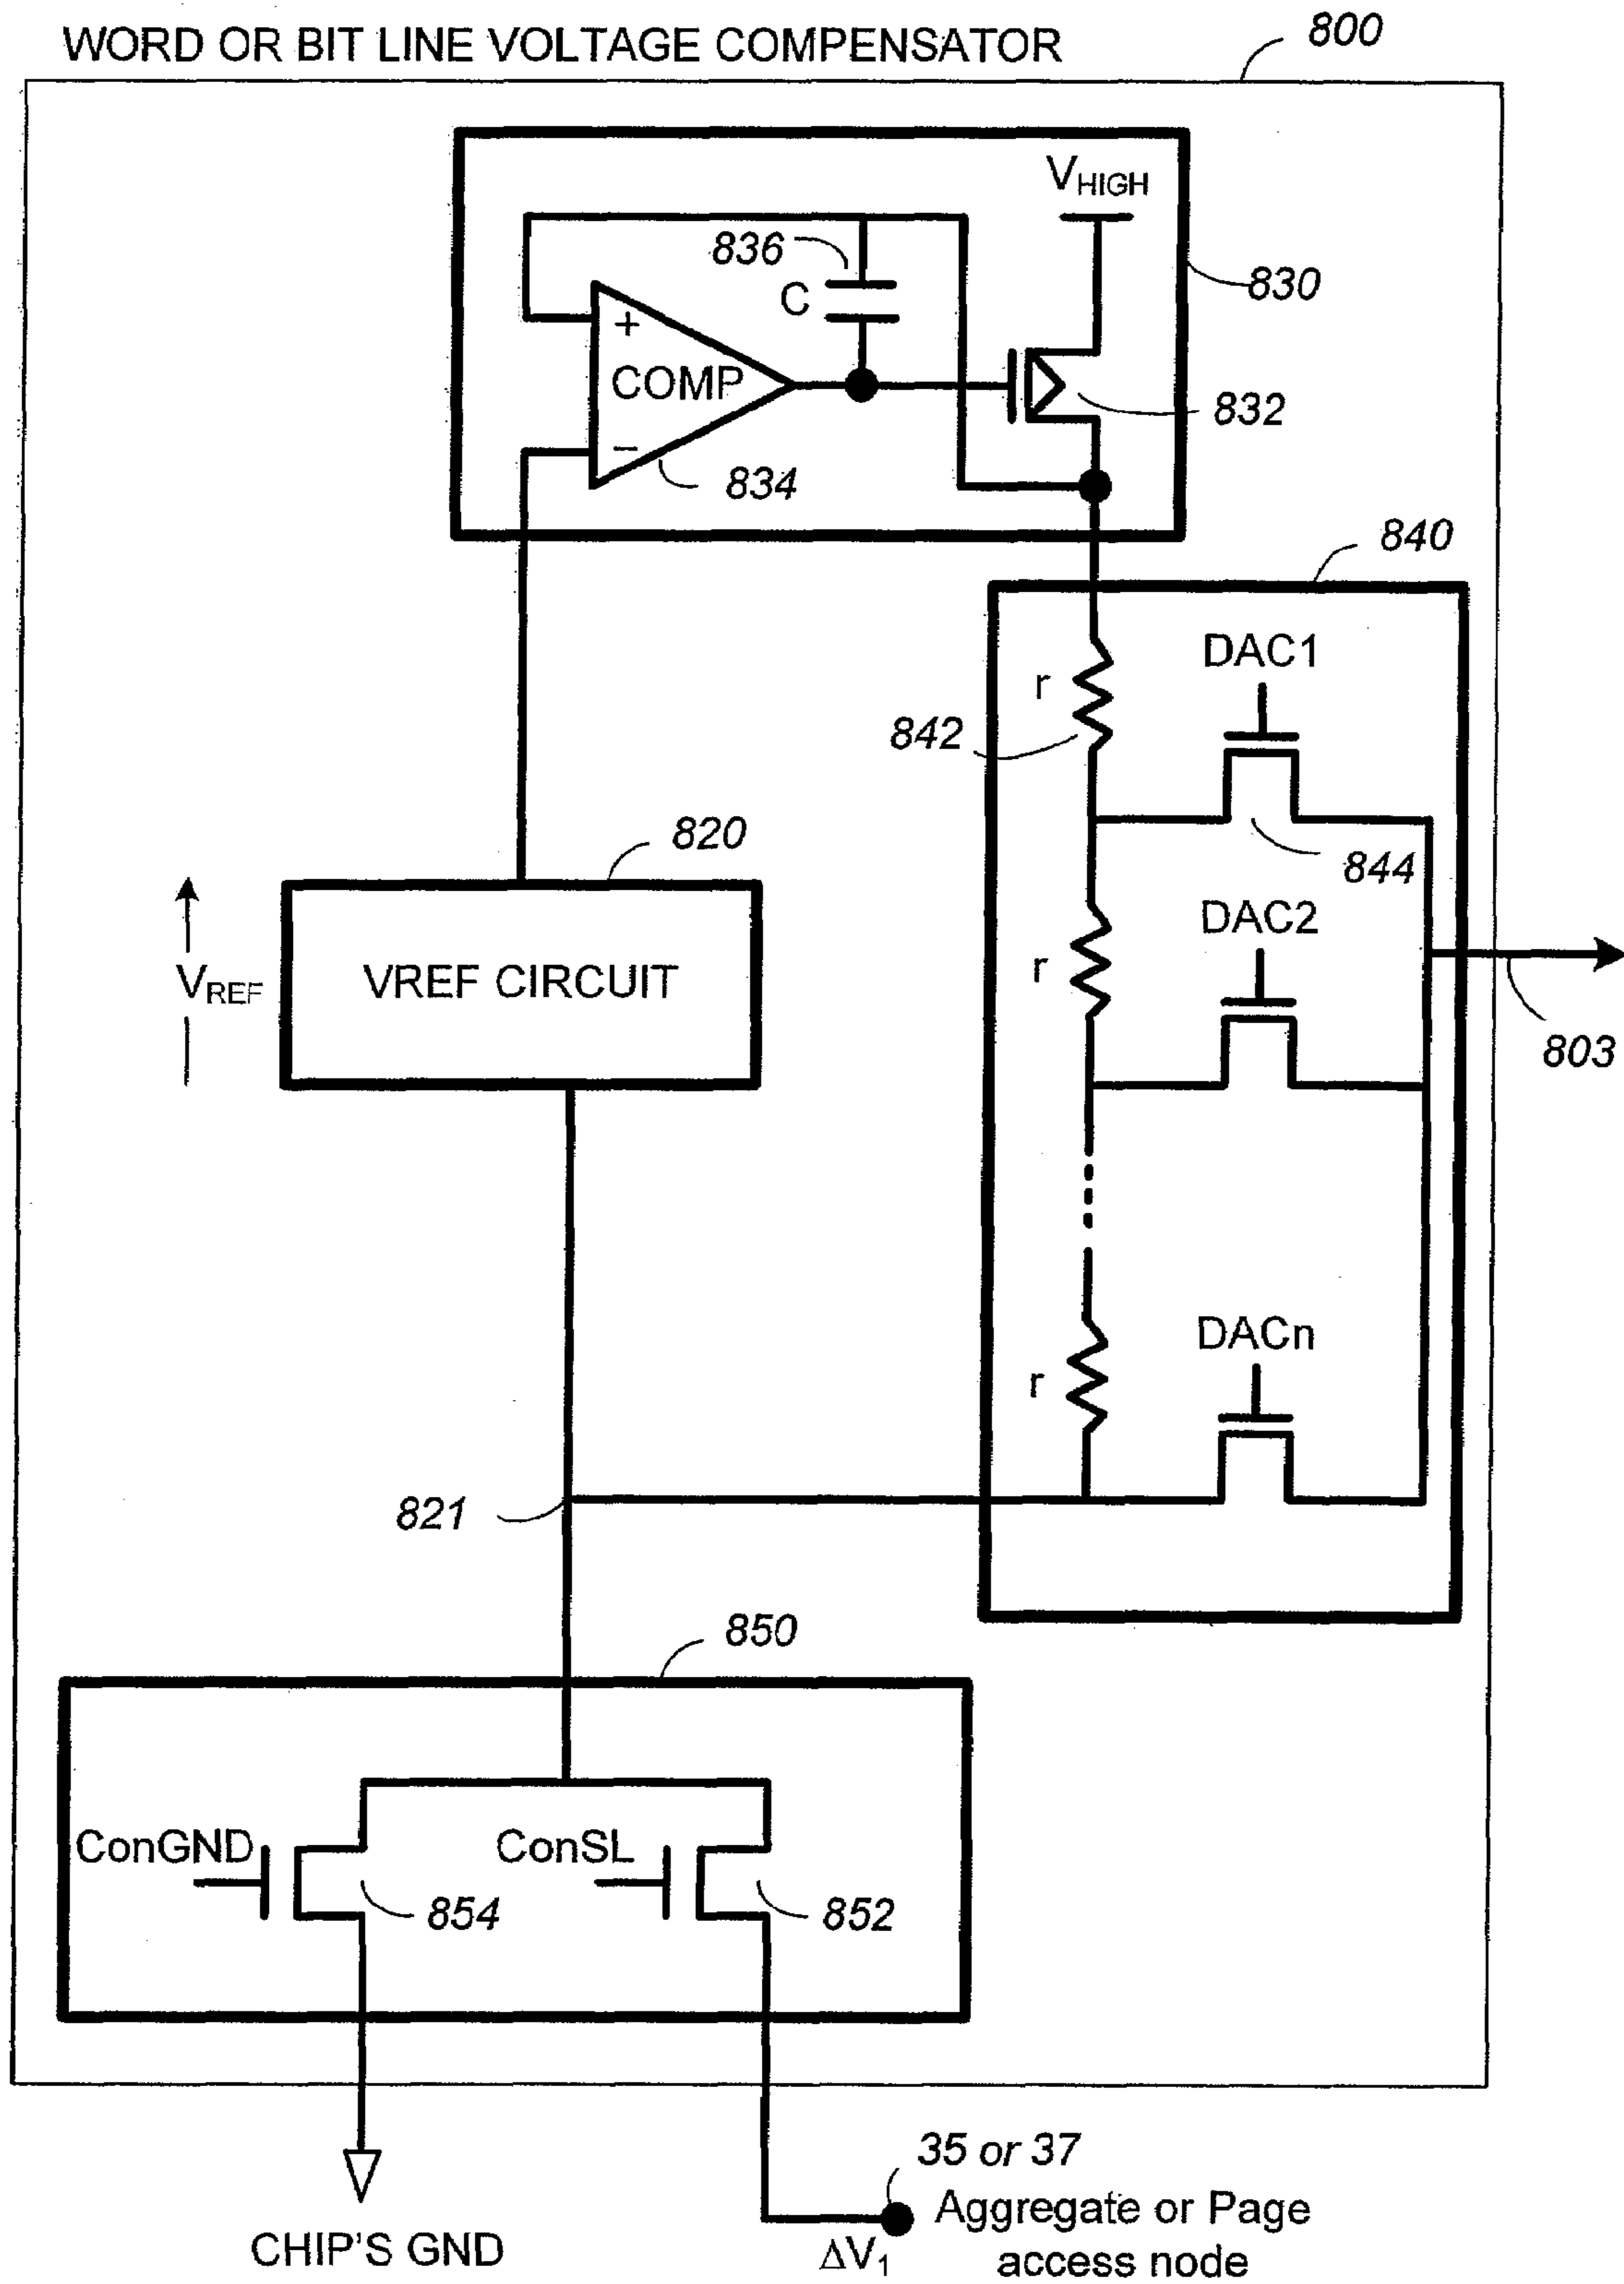 WORD OR BIT LINE VOLTAGE COMPENSATOR
800
V_HIGH
836
C
830
+
COMP
−
832
834
840
DAC1
r
842
844
820
DAC2
V_REF
VREF CIRCUIT
r
803
DACn
r
821
850
ConGND
ConSL
854
852
35 or 37
Aggregate or Page
access node
CHIP'S GND
ΔV₁